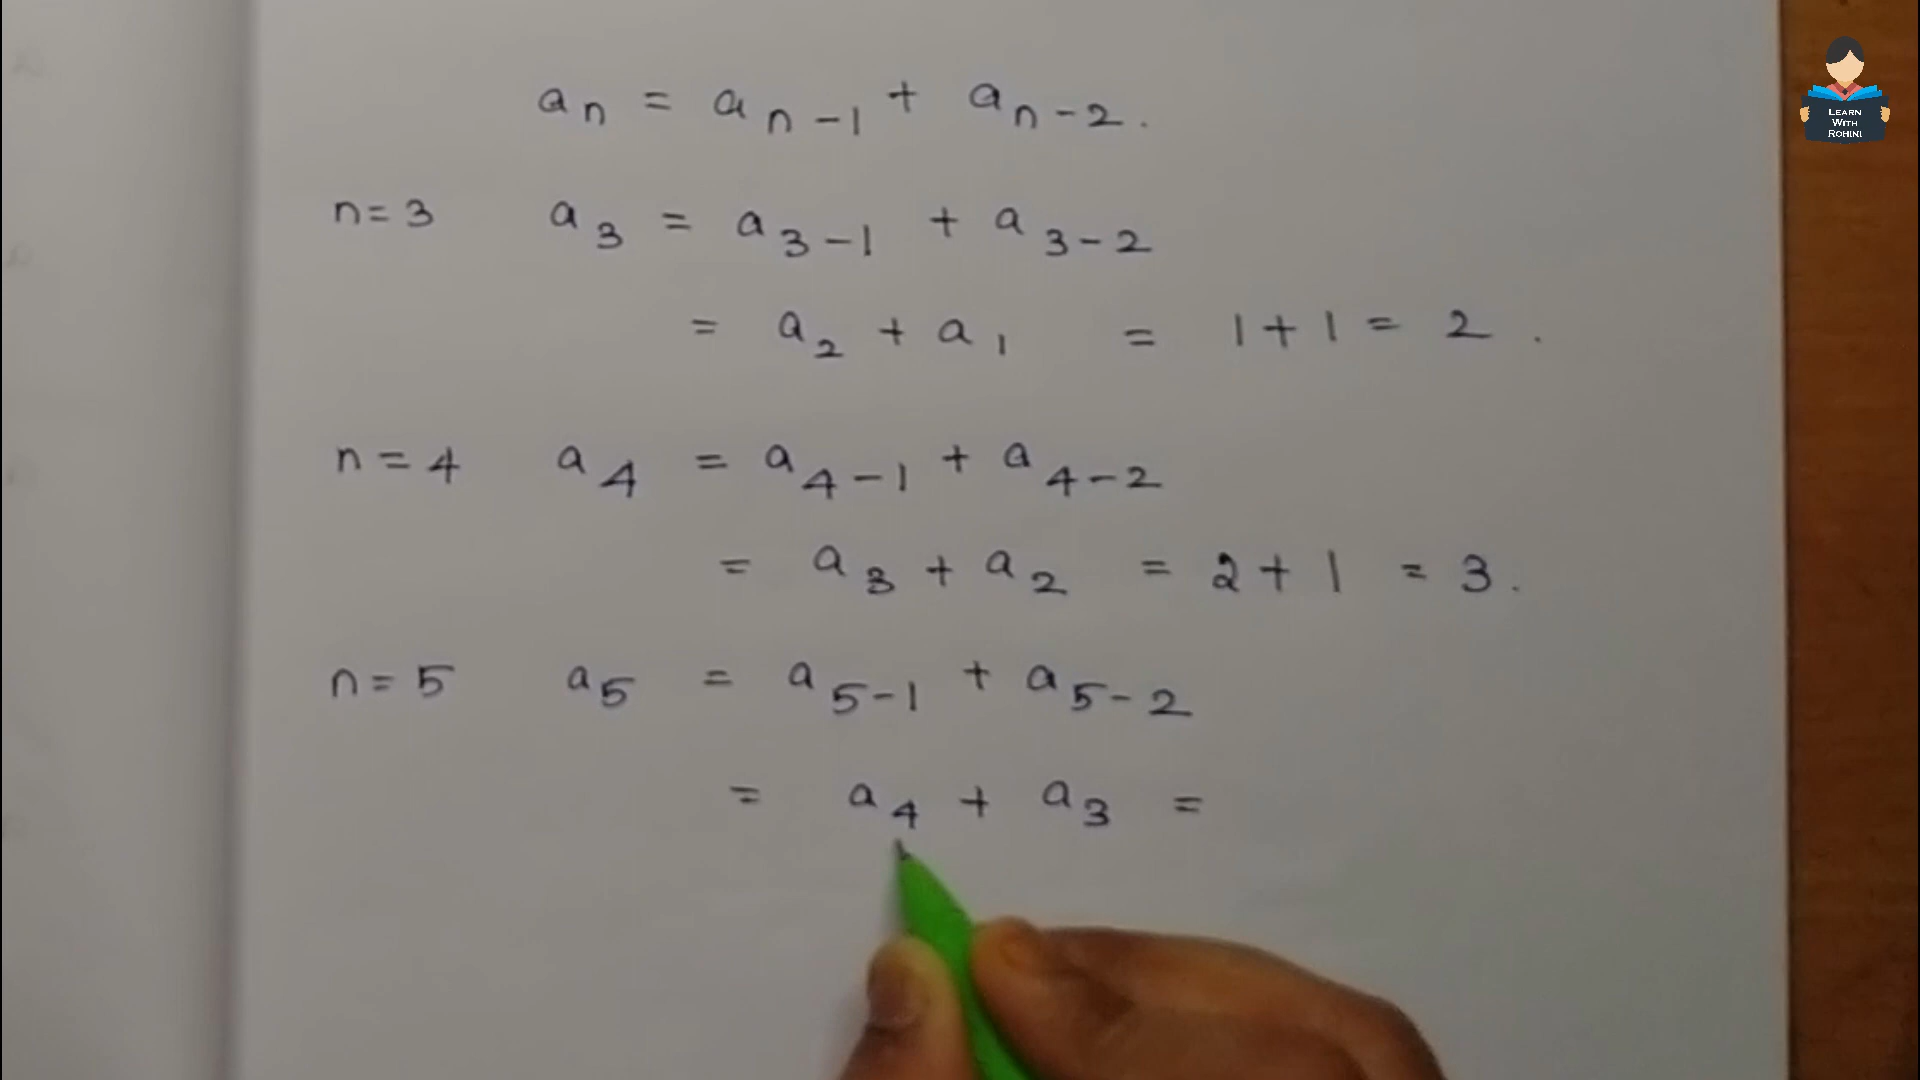 aₙ = aₙ₋₁ + aₙ₋₂.
n=3 a₃ = a₃₋₁ + a₃₋₂
= a₂ + a₁ = 1+1 = 2.
n=4 a₄ = a₄₋₁ + a₄₋₂
= a₃ + a₂ = 2+1 = 3.
n=5 a₅ = a₅₋₁ + a₅₋₂
= a₄ + a₃ =
LEARN
WITH
ROHINI